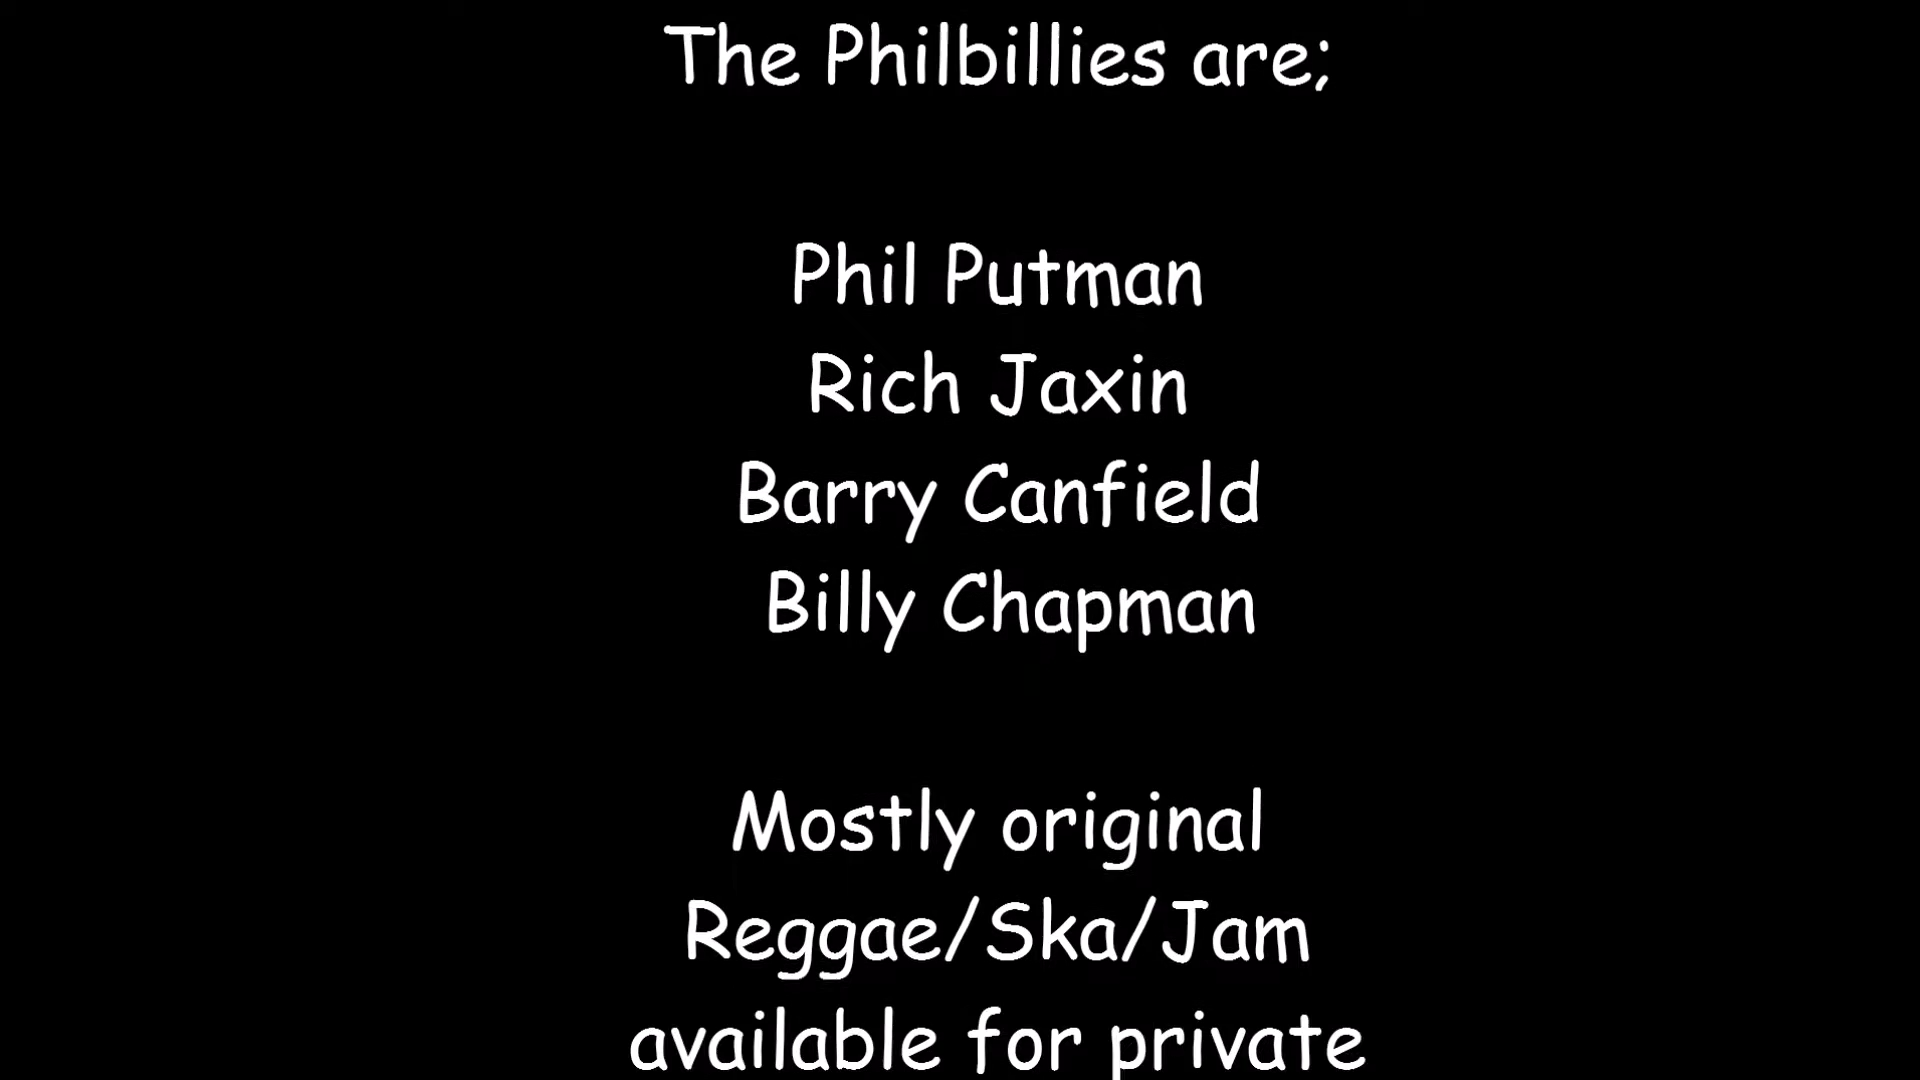 The Philbillies are;
Phil Putman
Rich Jaxin
Barry Canfield
Billy Chapman
Mostly original
Reggae/Ska/Jam
available for private